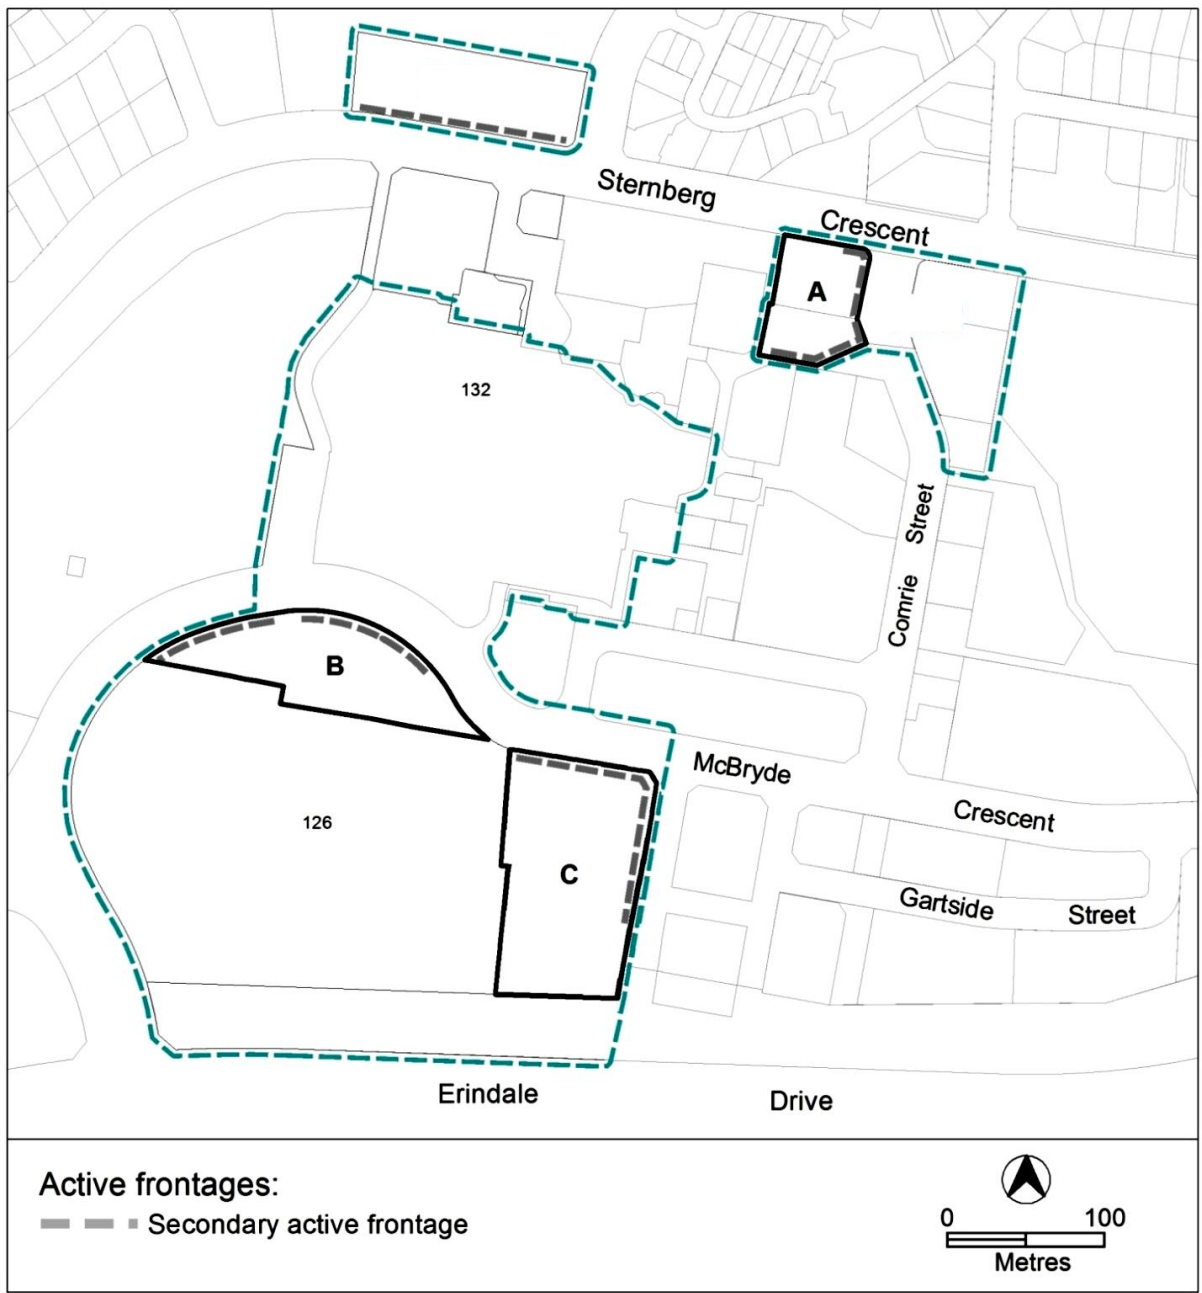 Sternberg
Crescent
A
132
Street
Comrie
B
McBryde
Crescent
126
C
Gartside
Street
Erindale
Drive
Active frontages:
Secondary active frontage
0
100
Metres